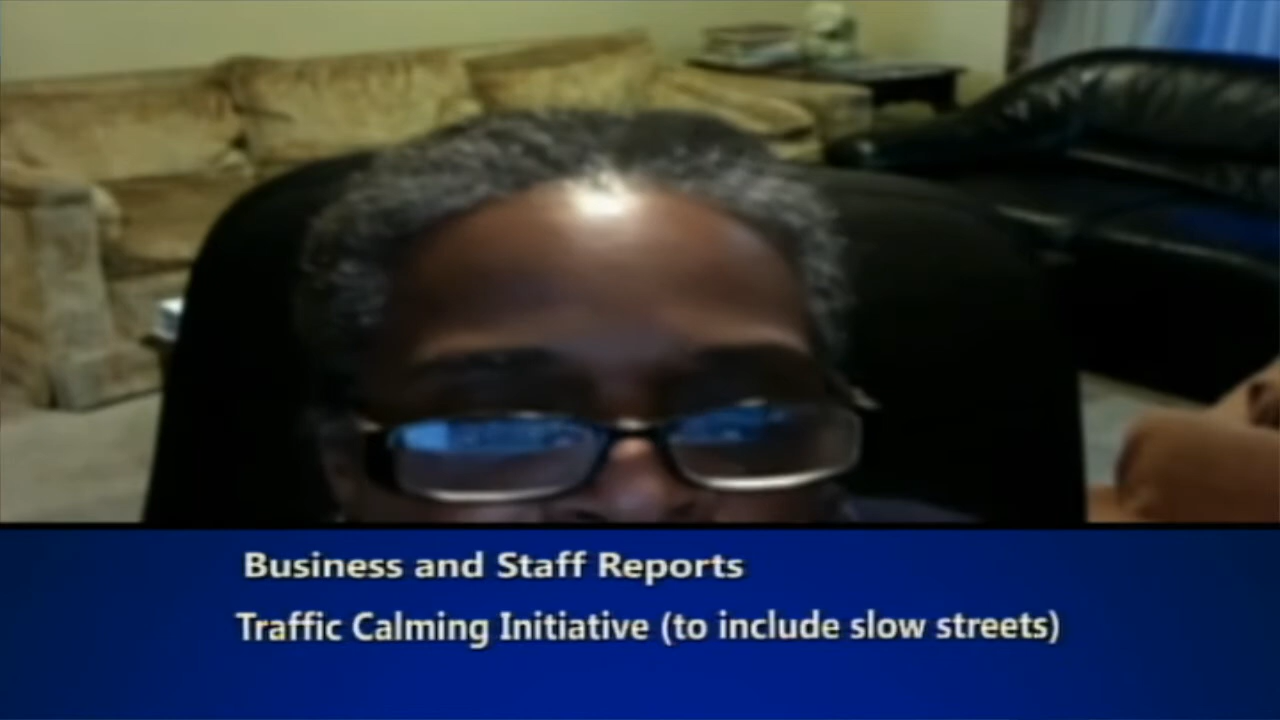 Business and Staff Reports
Traffic Calming Initiative (to include slow streets)